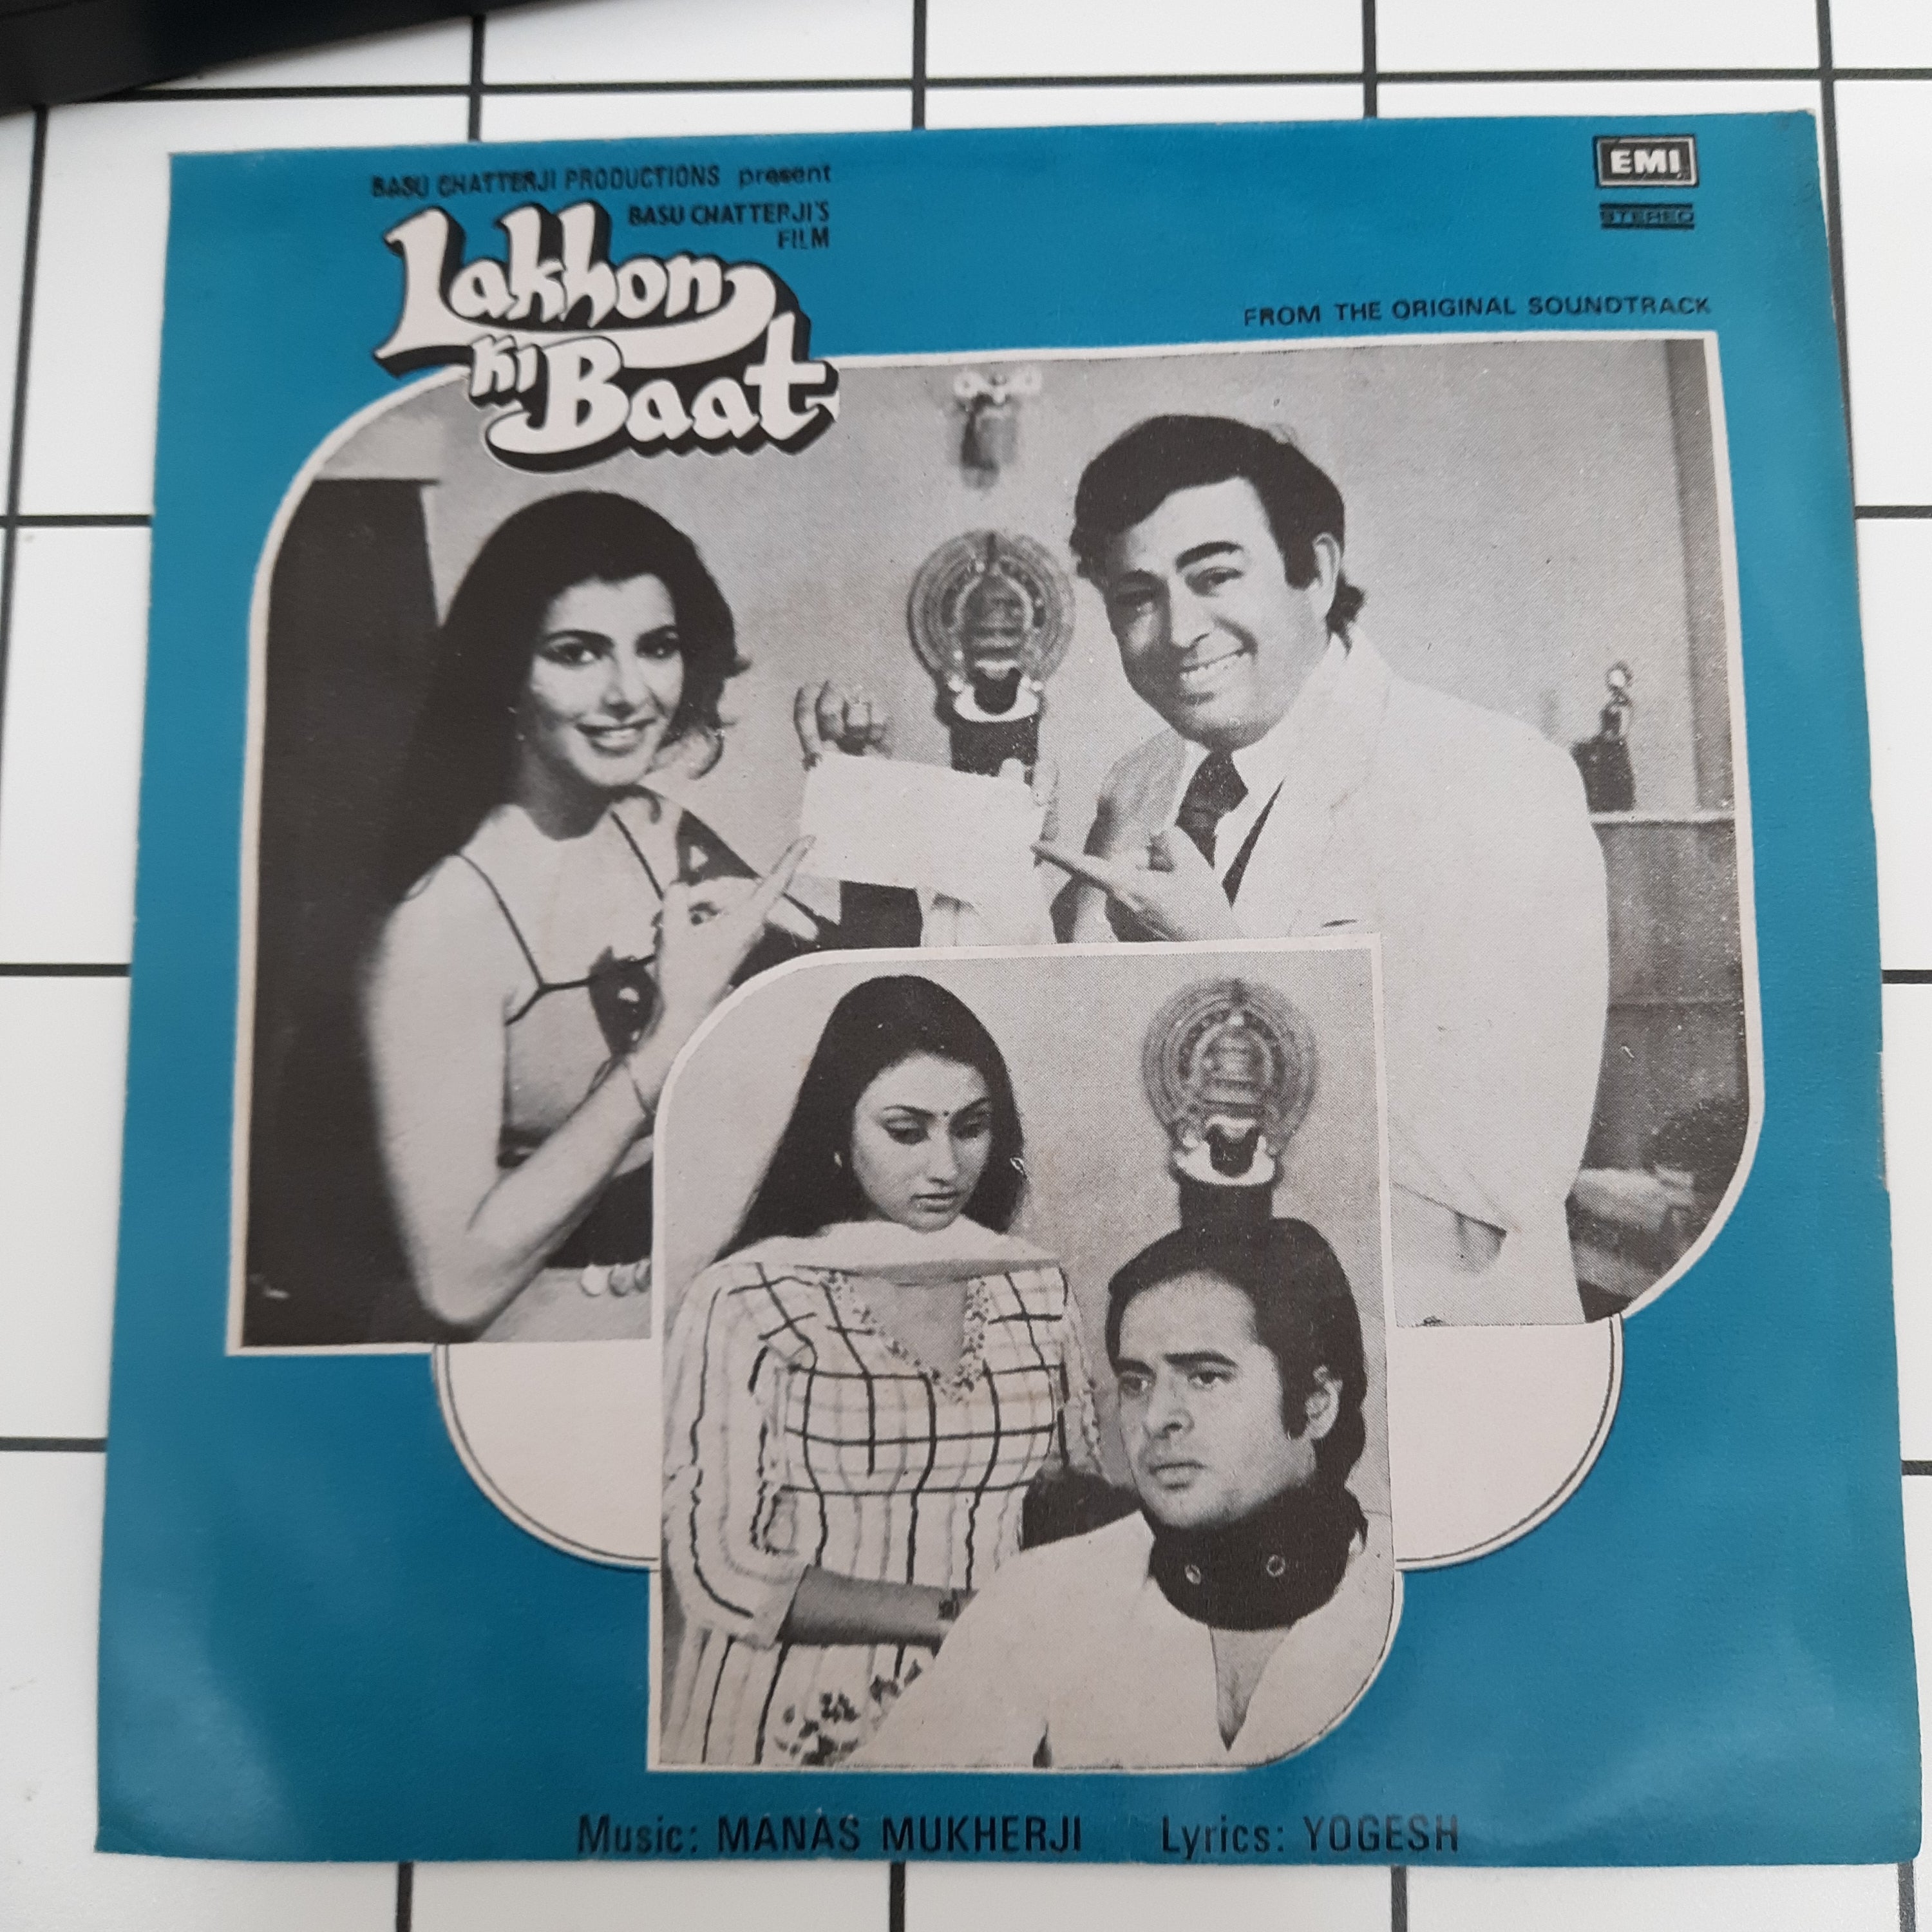 BASU CHATTERJI PRODUCTIONS present
BASU CHATTERJI'S
FILM
Lakhon
Ki Baat
EMI
STEREO
FROM THE ORIGINAL SOUNDTRACK
Music: MANAS MUKHERJI Lyrics: YOGESH